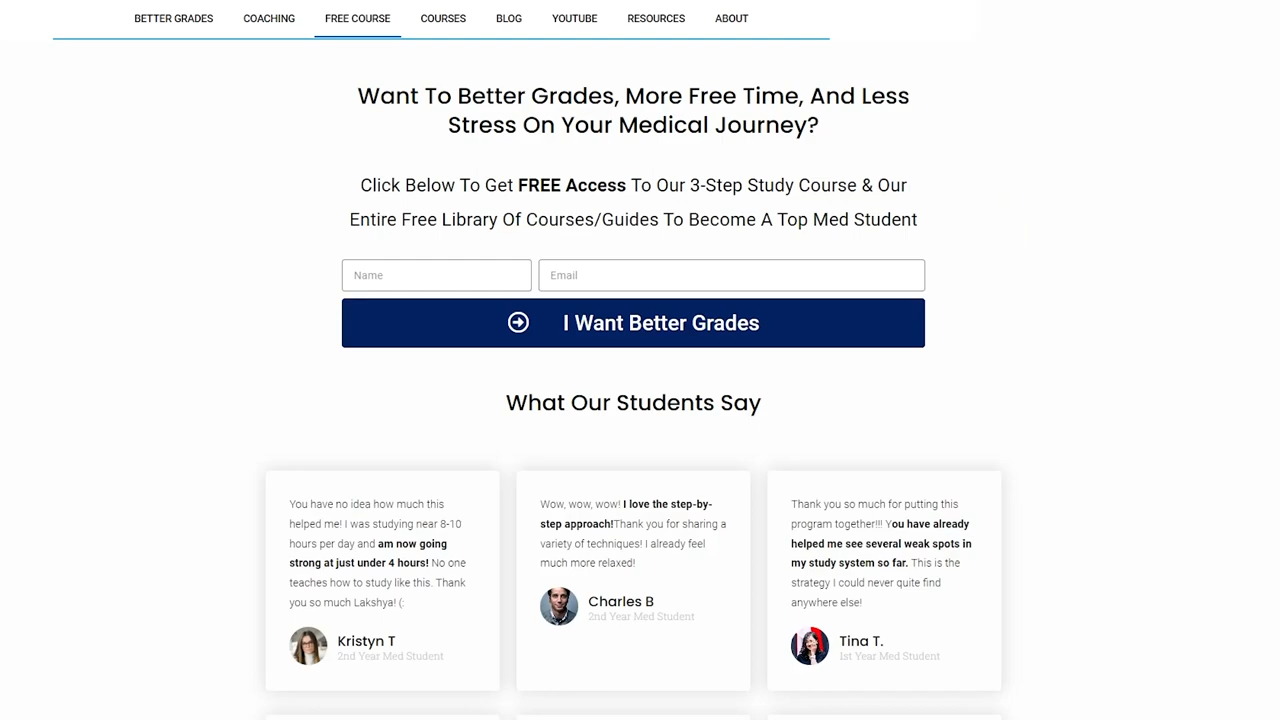 BETTER GRADES COACHING FREE COURSE COURSES BLOG YOUTUBE RESOURCES ABOUT
Want To Better Grades, More Free Time, And Less
Stress On Your Medical Journey?
Click Below To Get FREE Access To Our 3-Step Study Course & Our
Entire Free Library Of Courses/Guides To Become A Top Med Student
Name Email
I Want Better Grades
What Our Students Say
You have no idea how much this
helped me! I was studying near 8-10
hours per day and am now going
strong at just under 4 hours! No one
teaches how to study like this. Thank
you so much Lakshya! (:
Kristyn T
2nd Year Med Student
Wow, wow, wow! I love the step-by-
step approach!Thank you for sharing a
variety of techniques! I already feel
much more relaxed!
Charles B
2nd Year Med Student
Thank you so much for putting this
program together!!! You have already
helped me see several weak spots in
my study system so far. This is the
strategy I could never quite find
anywhere else!
Tina T.
1st Year Med Student